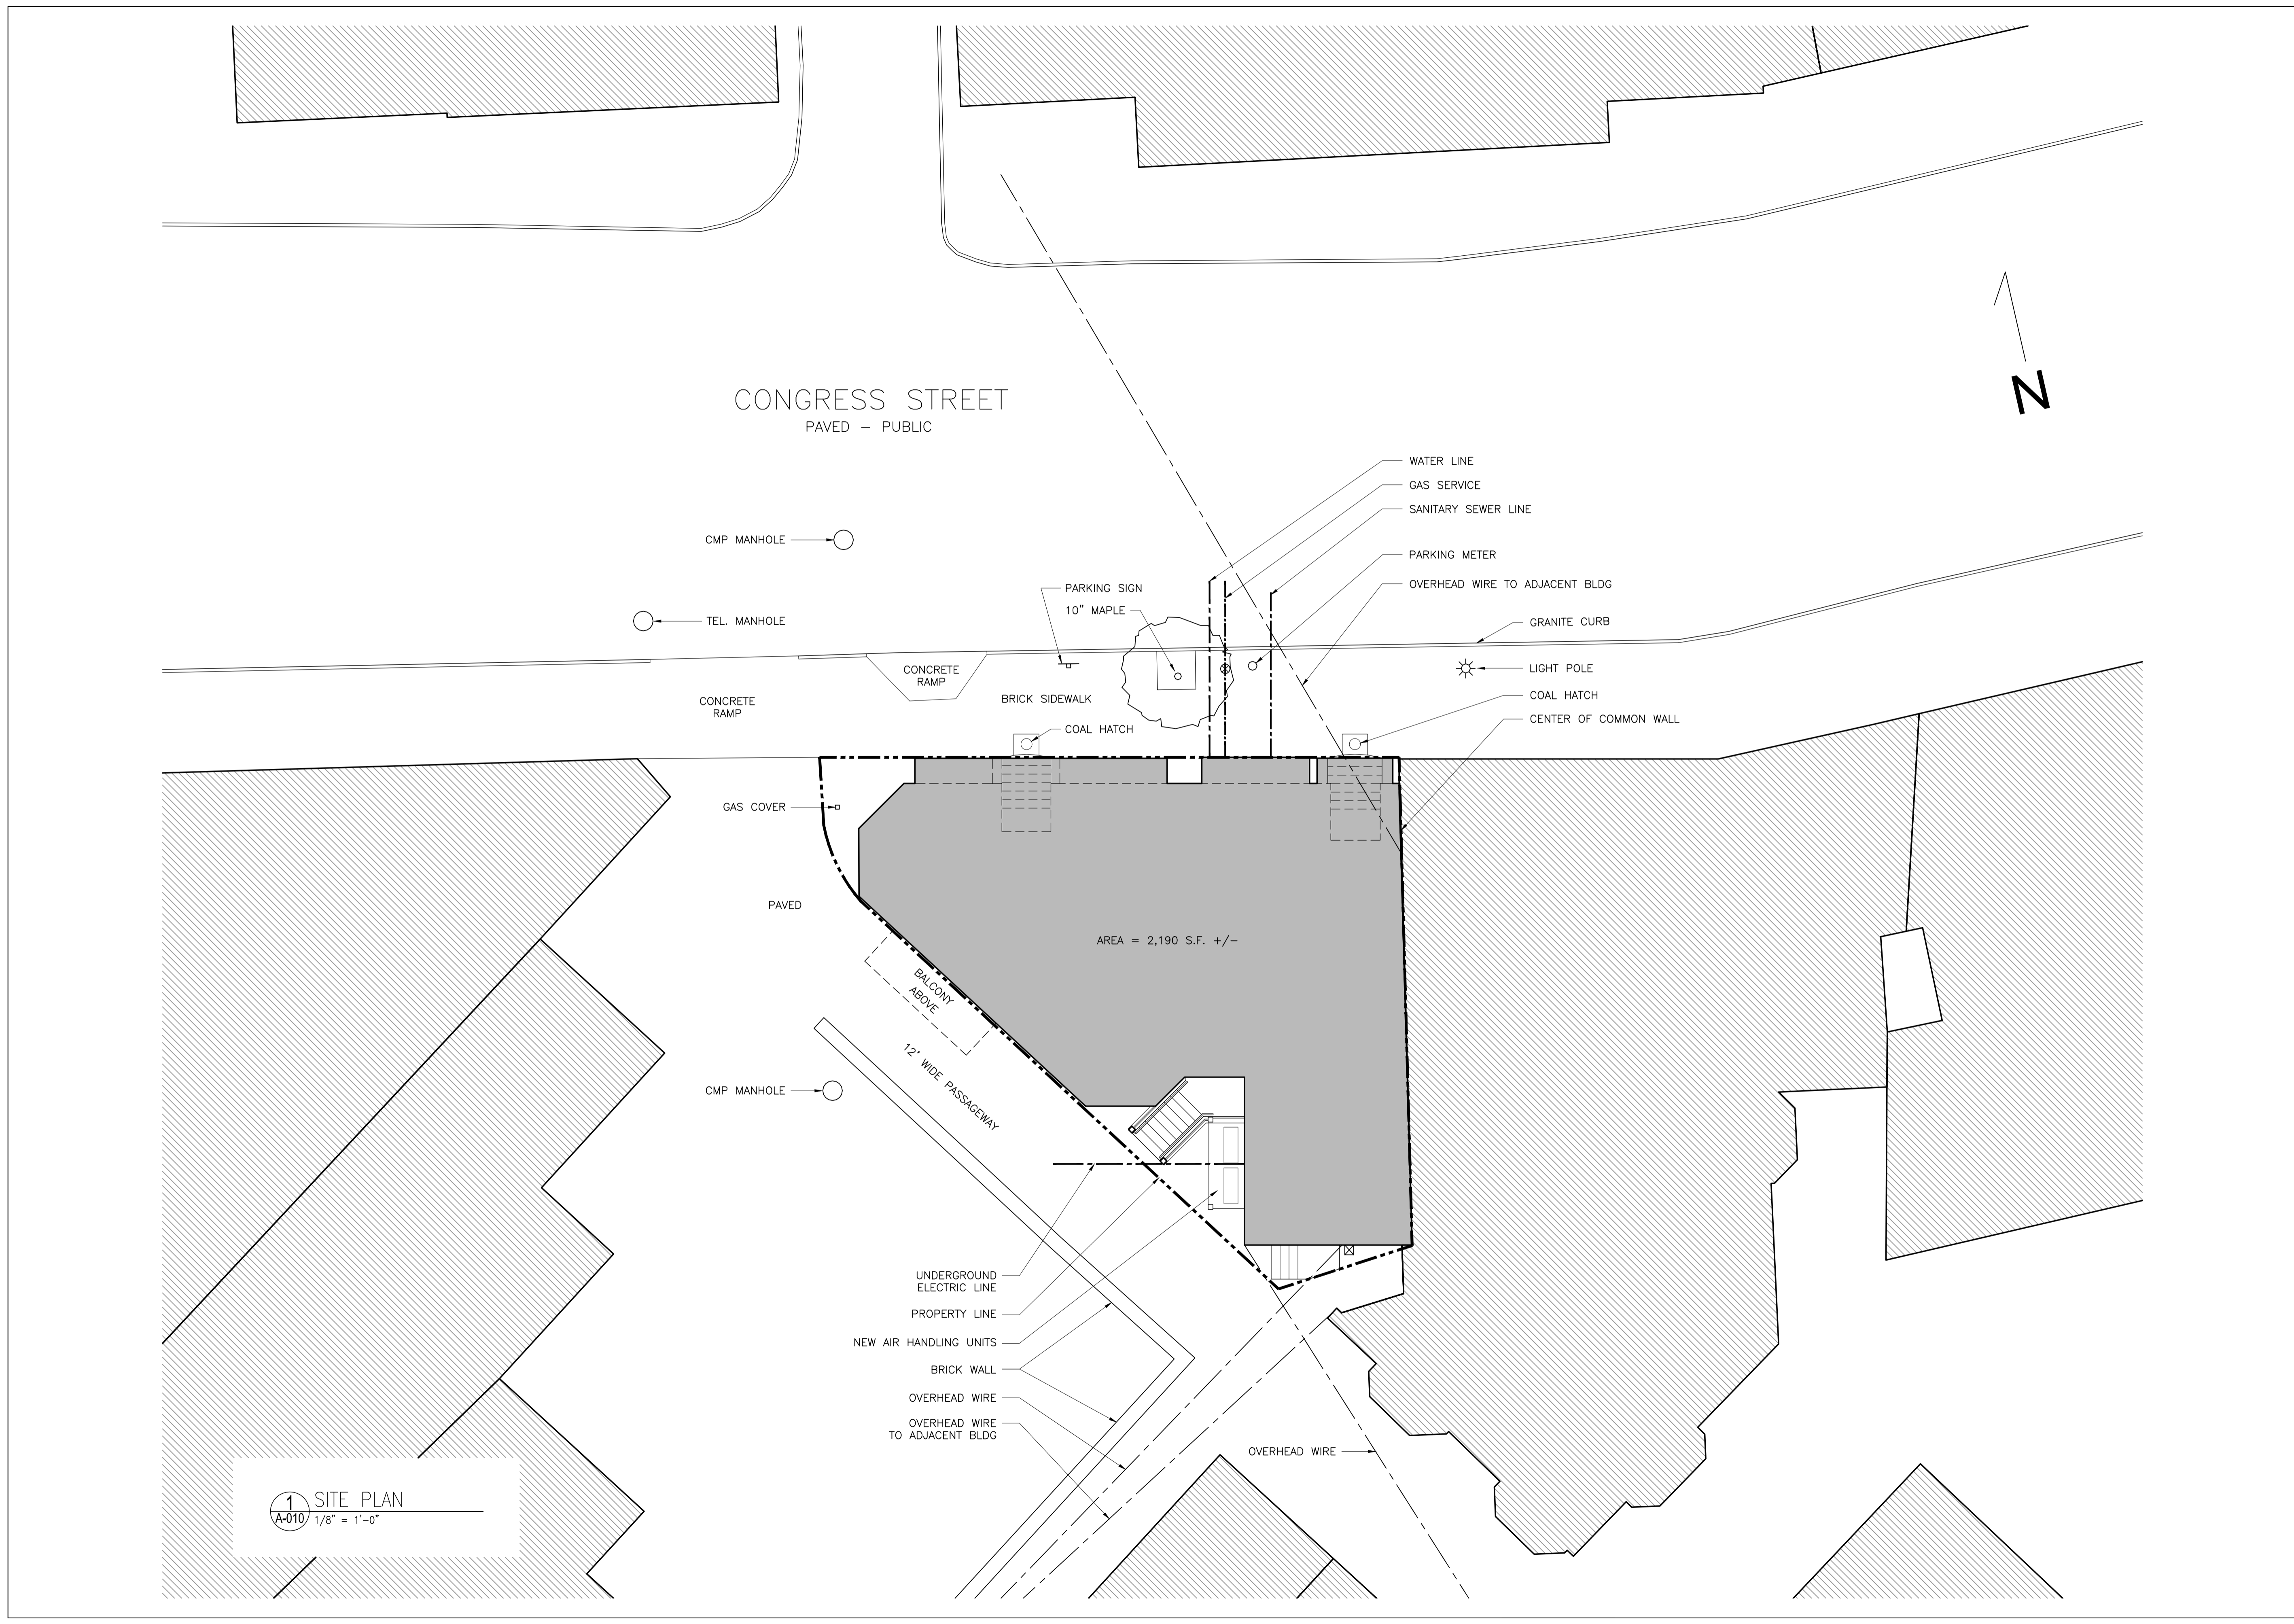 CONGRESS STREET
PAVED – PUBLIC
N
WATER LINE
GAS SERVICE
SANITARY SEWER LINE
PARKING METER
OVERHEAD WIRE TO ADJACENT BLDG
CMP MANHOLE
PARKING SIGN
10" MAPLE
TEL. MANHOLE
GRANITE CURB
CONCRETE
RAMP
LIGHT POLE
CONCRETE
RAMP
BRICK SIDEWALK
COAL HATCH
CENTER OF COMMON WALL
COAL HATCH
GAS COVER
PAVED
AREA = 2,190 S.F. +/–
BALCONY
ABOVE
12' WIDE PASSAGEWAY
CMP MANHOLE
UNDERGROUND
ELECTRIC LINE
PROPERTY LINE
NEW AIR HANDLING UNITS
BRICK WALL
OVERHEAD WIRE
OVERHEAD WIRE
TO ADJACENT BLDG
OVERHEAD WIRE
1
A-010
SITE PLAN
1/8" = 1'–0"